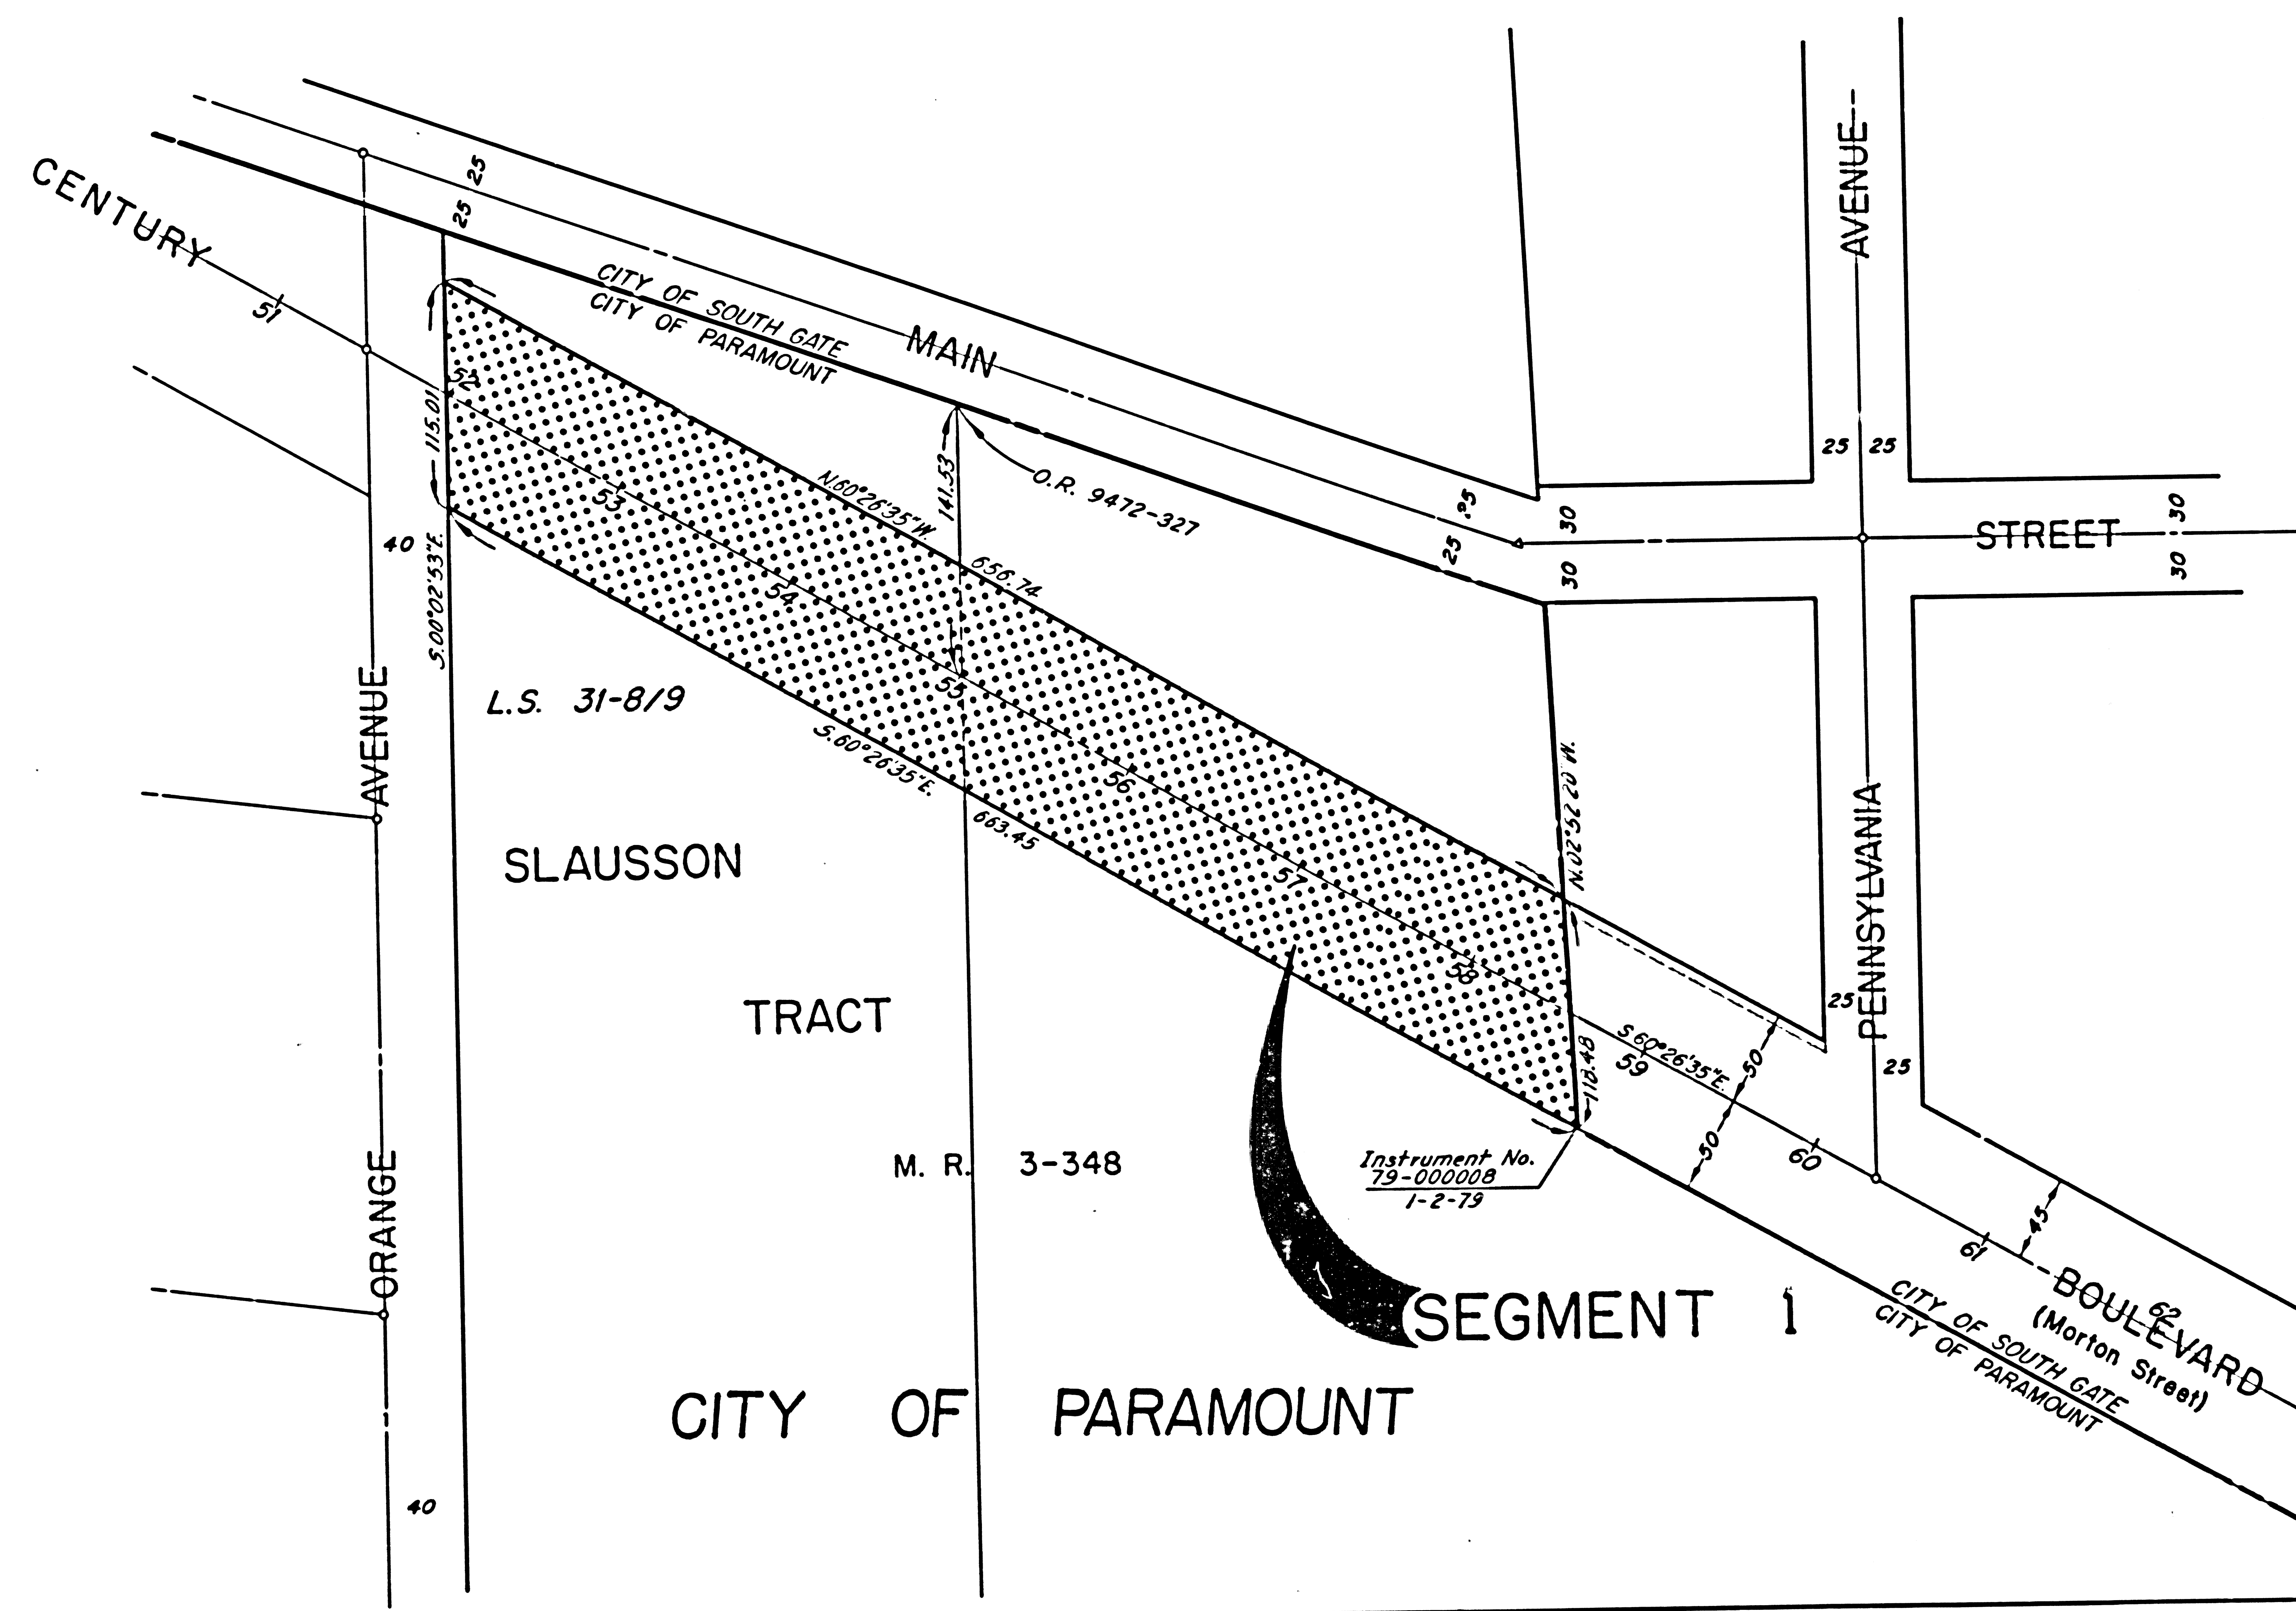 CENTURY
25
25
CITY OF SOUTH GATE
CITY OF PARAMOUNT
MAIN
AVENUE
51
52
53
54
55
56
57
58
59
60
61
62
115.01
S.00°02'53"E.
40
N.60°26'35"W.
656.74
141.53
O.R. 9472-327
25
25
30
30
25 25
STREET
30
30
L.S. 31-8/9
AVENUE
S.60°26'35"E.
663.45
SLAUSSON
TRACT
M. R. 3-348
118.48
S 60°26'35"E.
50
50
25
PENNSYLVANIA
25
Instrument No.
79-000008
1-2-79
ORANGE
SEGMENT 1
45
BOULEVARD
(Morton Street)
CITY OF SOUTH GATE
CITY OF PARAMOUNT
CITY OF PARAMOUNT
40